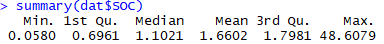 > summary(dat$SOC)
Min. 1st Qu. Median Mean 3rd Qu. Max.
0.0580 0.6961 1.1021 1.6602 1.7981 48.6079